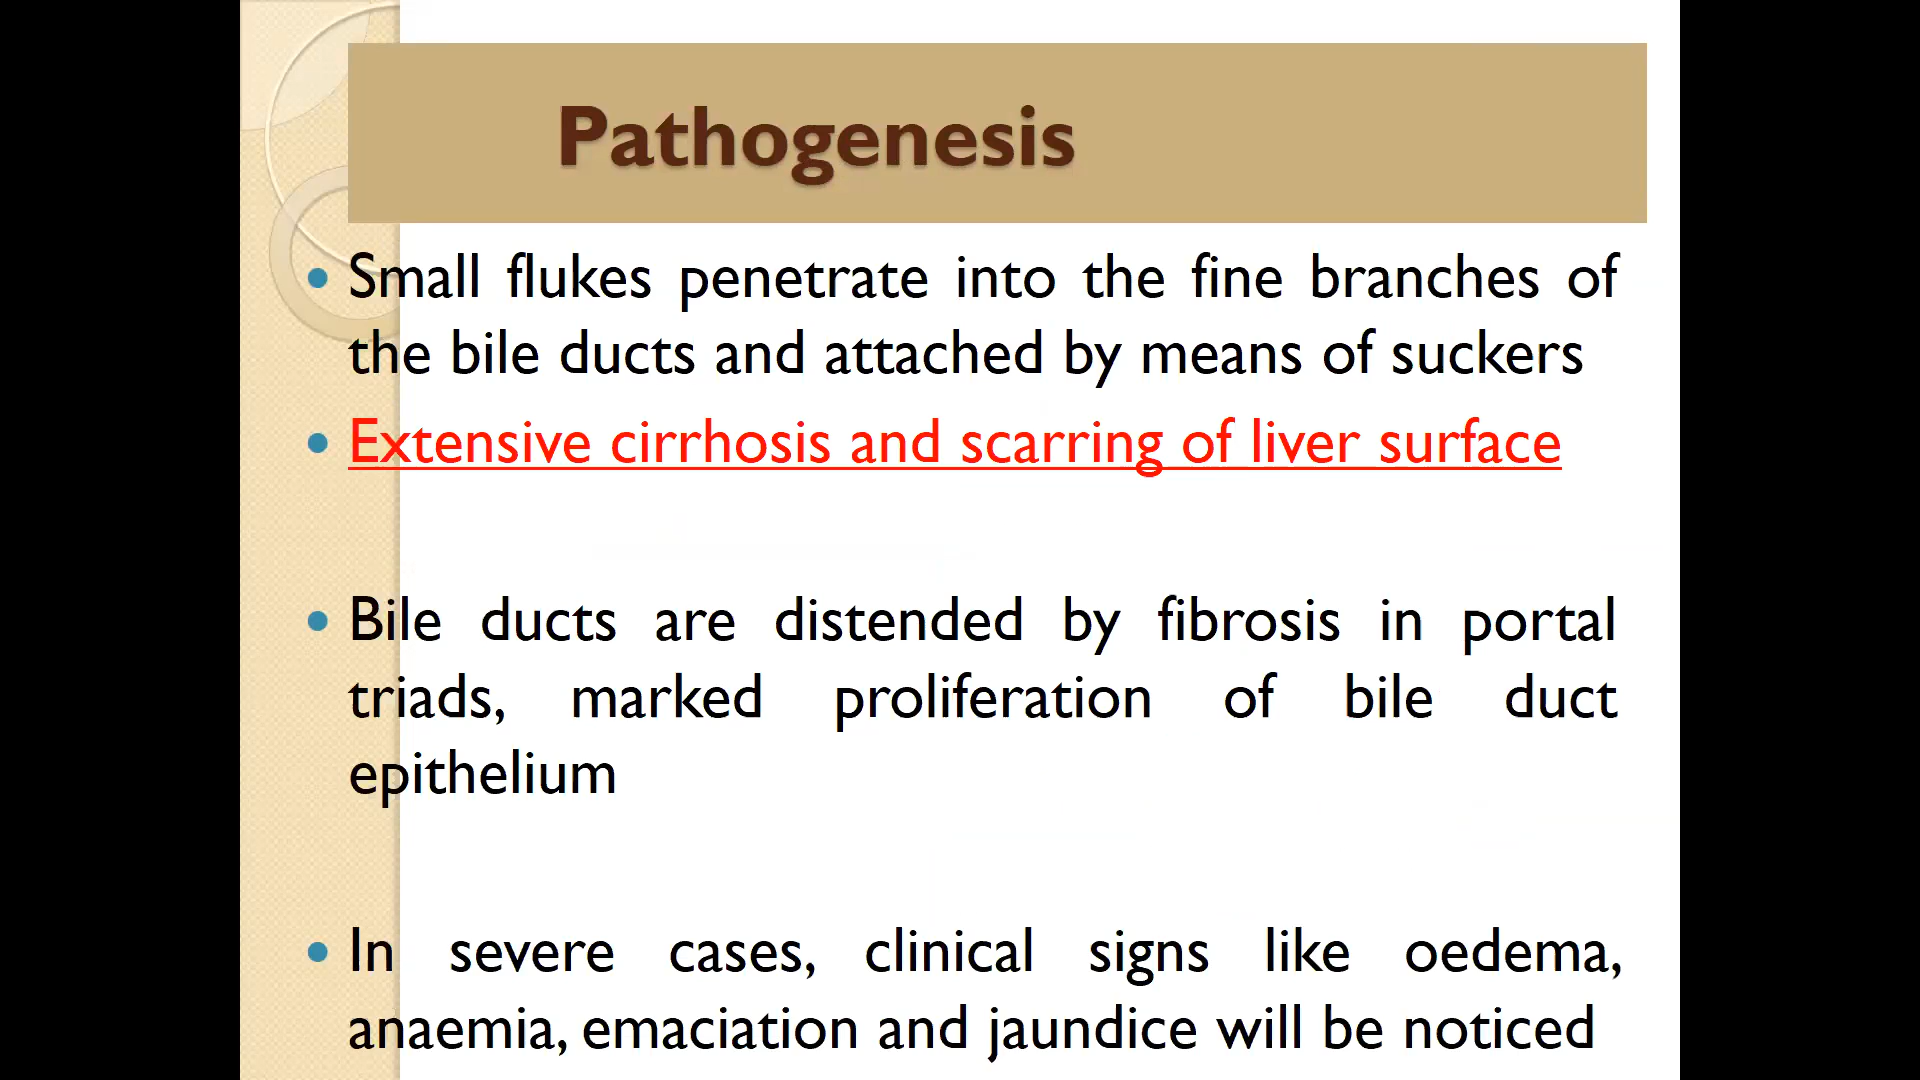 Pathogenesis
Small flukes penetrate into the fine branches of
the bile ducts and attached by means of suckers
Extensive cirrhosis and scarring of liver surface
Bile ducts are distended by fibrosis in portal
triads, marked proliferation of bile duct
epithelium
In severe cases, clinical signs like oedema,
anaemia, emaciation and jaundice will be noticed